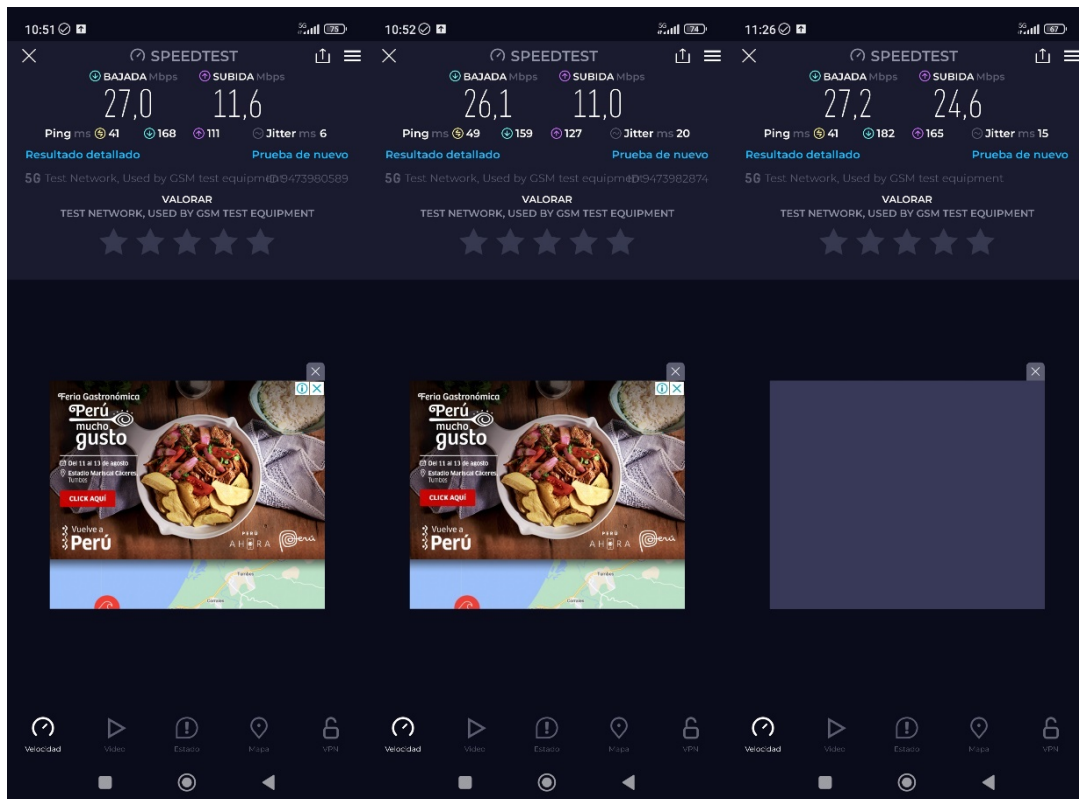 10:51
5G
75
SPEEDTEST
BAJADA Mbps
SUBIDA Mbps
27,0
11,6
Ping ms 41
168
111
Jitter ms 6
Resultado detallado
Prueba de nuevo
5G Test Network, Used by GSM test equipment
VALORAR
TEST NETWORK, USED BY GSM TEST EQUIPMENT
Feria Gastronómica
Perú
mucho
gusto
Del 11 al 13 de agosto
Estadio Mariscal Cáceres,
Tumbes
CLICK AQUÍ
Vuelve a
Perú
PERÚ
AHORA
Perú
Velocidad
Video
Estado
Mapa
VPN
10:52
5G
74
SPEEDTEST
BAJADA Mbps
SUBIDA Mbps
26,1
11,0
Ping ms 49
159
127
Jitter ms 20
Resultado detallado
Prueba de nuevo
5G Test Network, Used by GSM test equipment
VALORAR
TEST NETWORK, USED BY GSM TEST EQUIPMENT
Feria Gastronómica
Perú
mucho
gusto
Del 11 al 13 de agosto
Estadio Mariscal Cáceres,
Tumbes
CLICK AQUÍ
Vuelve a
Perú
PERÚ
AHORA
Perú
Velocidad
Video
Estado
Mapa
VPN
11:26
5G
67
SPEEDTEST
BAJADA Mbps
SUBIDA Mbps
27,2
24,6
Ping ms 41
182
165
Jitter ms 15
Resultado detallado
Prueba de nuevo
5G Test Network, Used by GSM test equipment
VALORAR
TEST NETWORK, USED BY GSM TEST EQUIPMENT
Velocidad
Video
Estado
Mapa
VPN